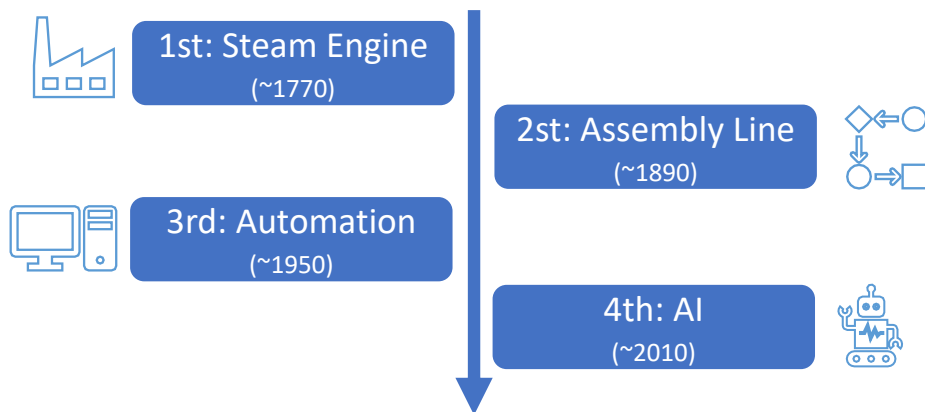 1st: Steam Engine
(~1770)
2st: Assembly Line
(~1890)
3rd: Automation
(~1950)
4th: AI
(~2010)